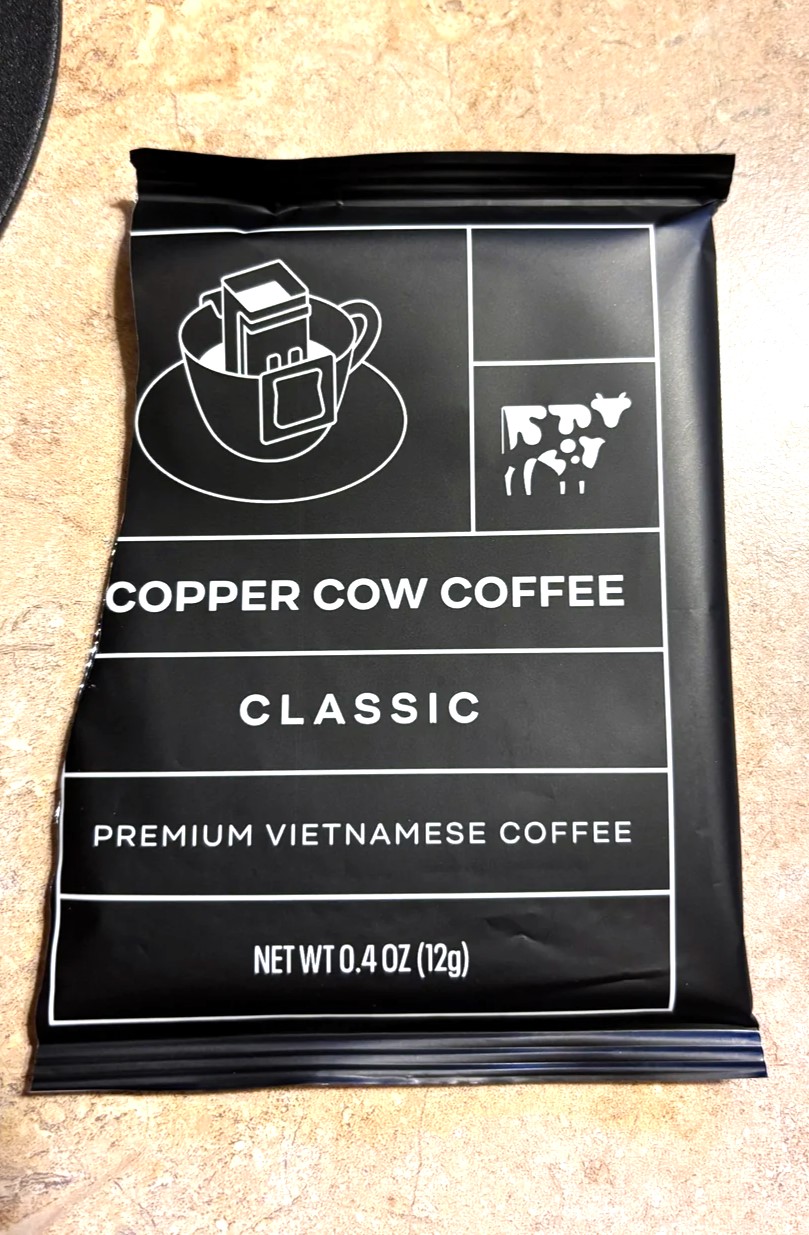 COPPER COW COFFEE
CLASSIC
PREMIUM VIETNAMESE COFFEE
NET WT 0.4 OZ (12g)